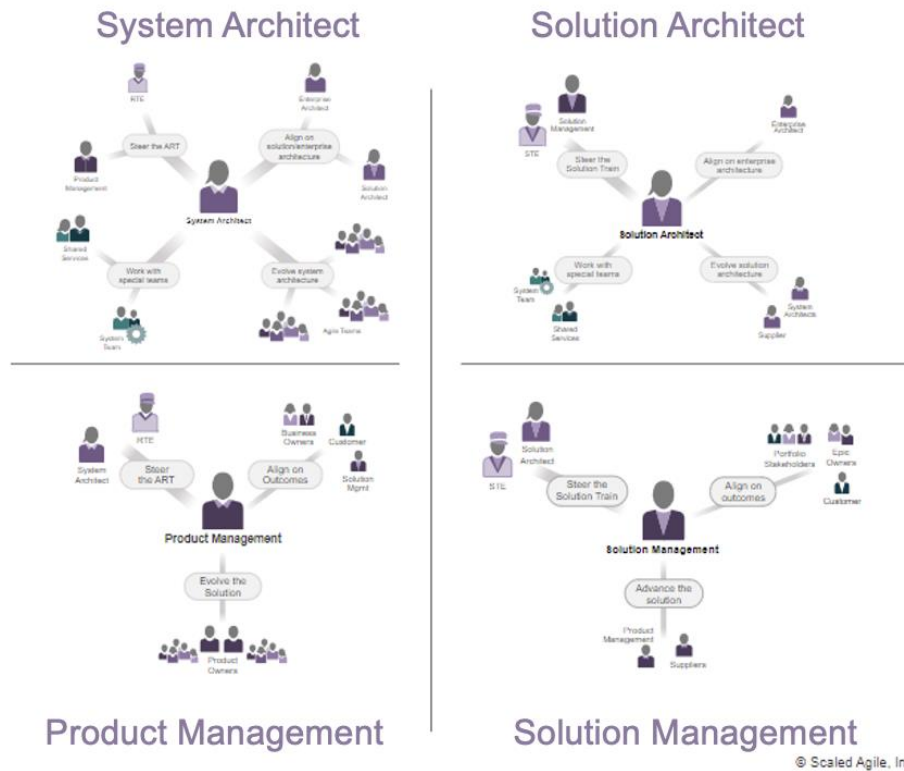 System Architect
Solution Architect
RTE
Enterprise
Architect
Steer the ART
Align on
solution/enterprise
architecture
Product
Management
Solution
Architect
System Architect
Shared
Services
Work with
special teams
Evolve system
architecture
System
Team
Agile Teams
Solution
Management
STE
Enterprise
Architect
Steer the
Solution Train
Align on enterprise
architecture
Solution Architect
Work with
special teams
Evolve solution
architecture
System
Team
Shared
Services
System
Architects
Supplier
RTE
System
Architect
Business
Owners
Customer
Solution
Mgmt
Steer
the ART
Align on
Outcomes
Product Management
Evolve the
Solution
Product
Owners
Solution
Architect
STE
Portfolio
Stakeholders
Epic
Owners
Customer
Steer the
Solution Train
Align on
outcomes
Solution Management
Advance the
solution
Product
Management
Suppliers
Product Management
Solution Management
© Scaled Agile, In